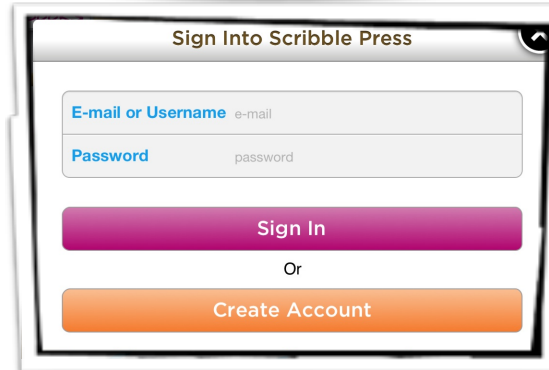 Sign Into Scribble Press
E-mail or Username e-mail
Password password
Sign In
Or
Create Account